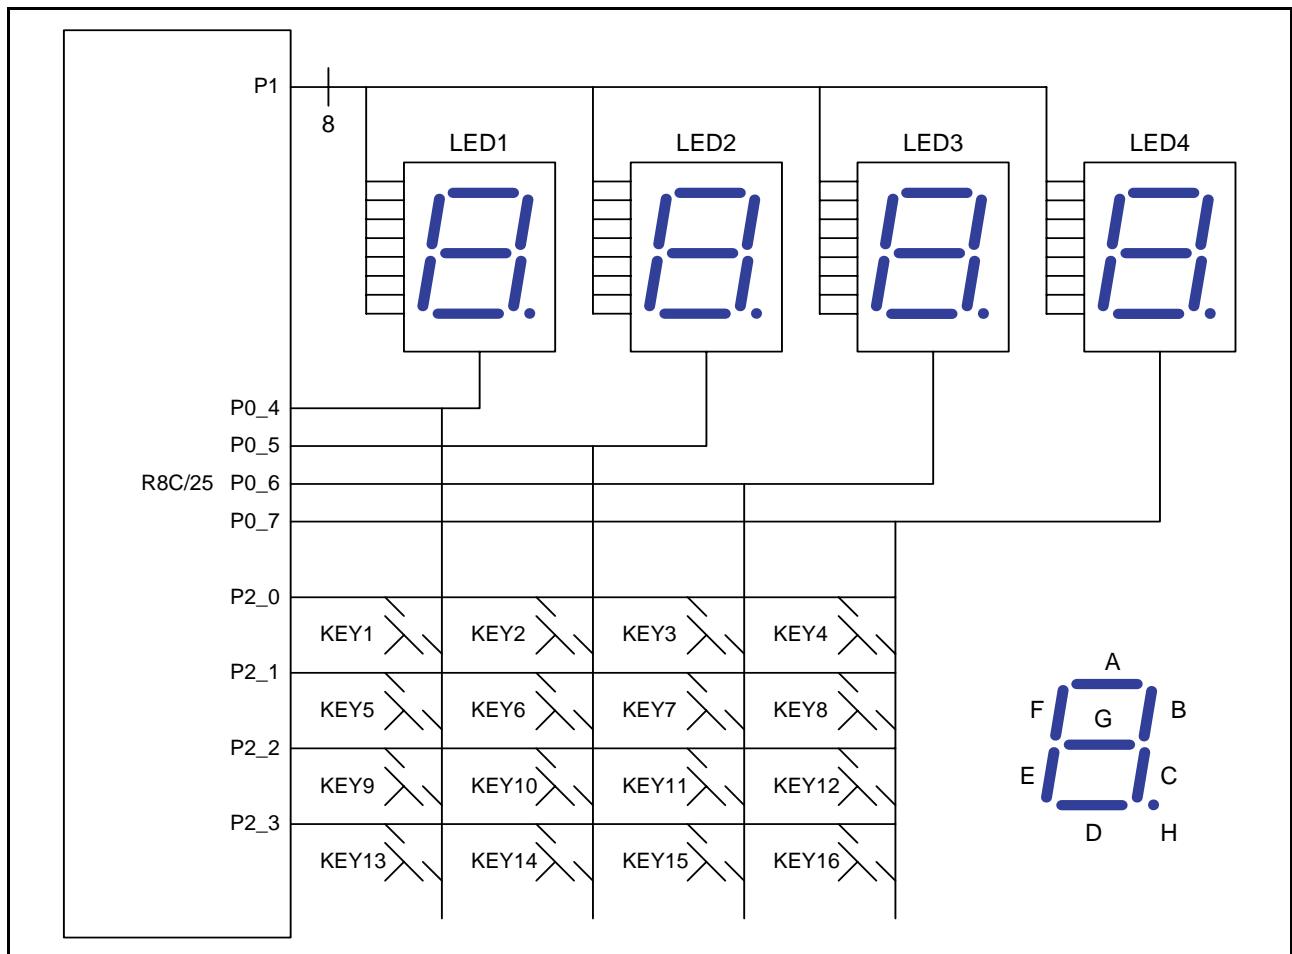 P1
8
LED1 LED2 LED3 LED4
P0_4
P0_5
R8C/25 P0_6
P0_7
P2_0
KEY1 KEY2 KEY3 KEY4
P2_1
KEY5 KEY6 KEY7 KEY8
P2_2
KEY9 KEY10 KEY11 KEY12
P2_3
KEY13 KEY14 KEY15 KEY16
A
F B
G
E C
D H